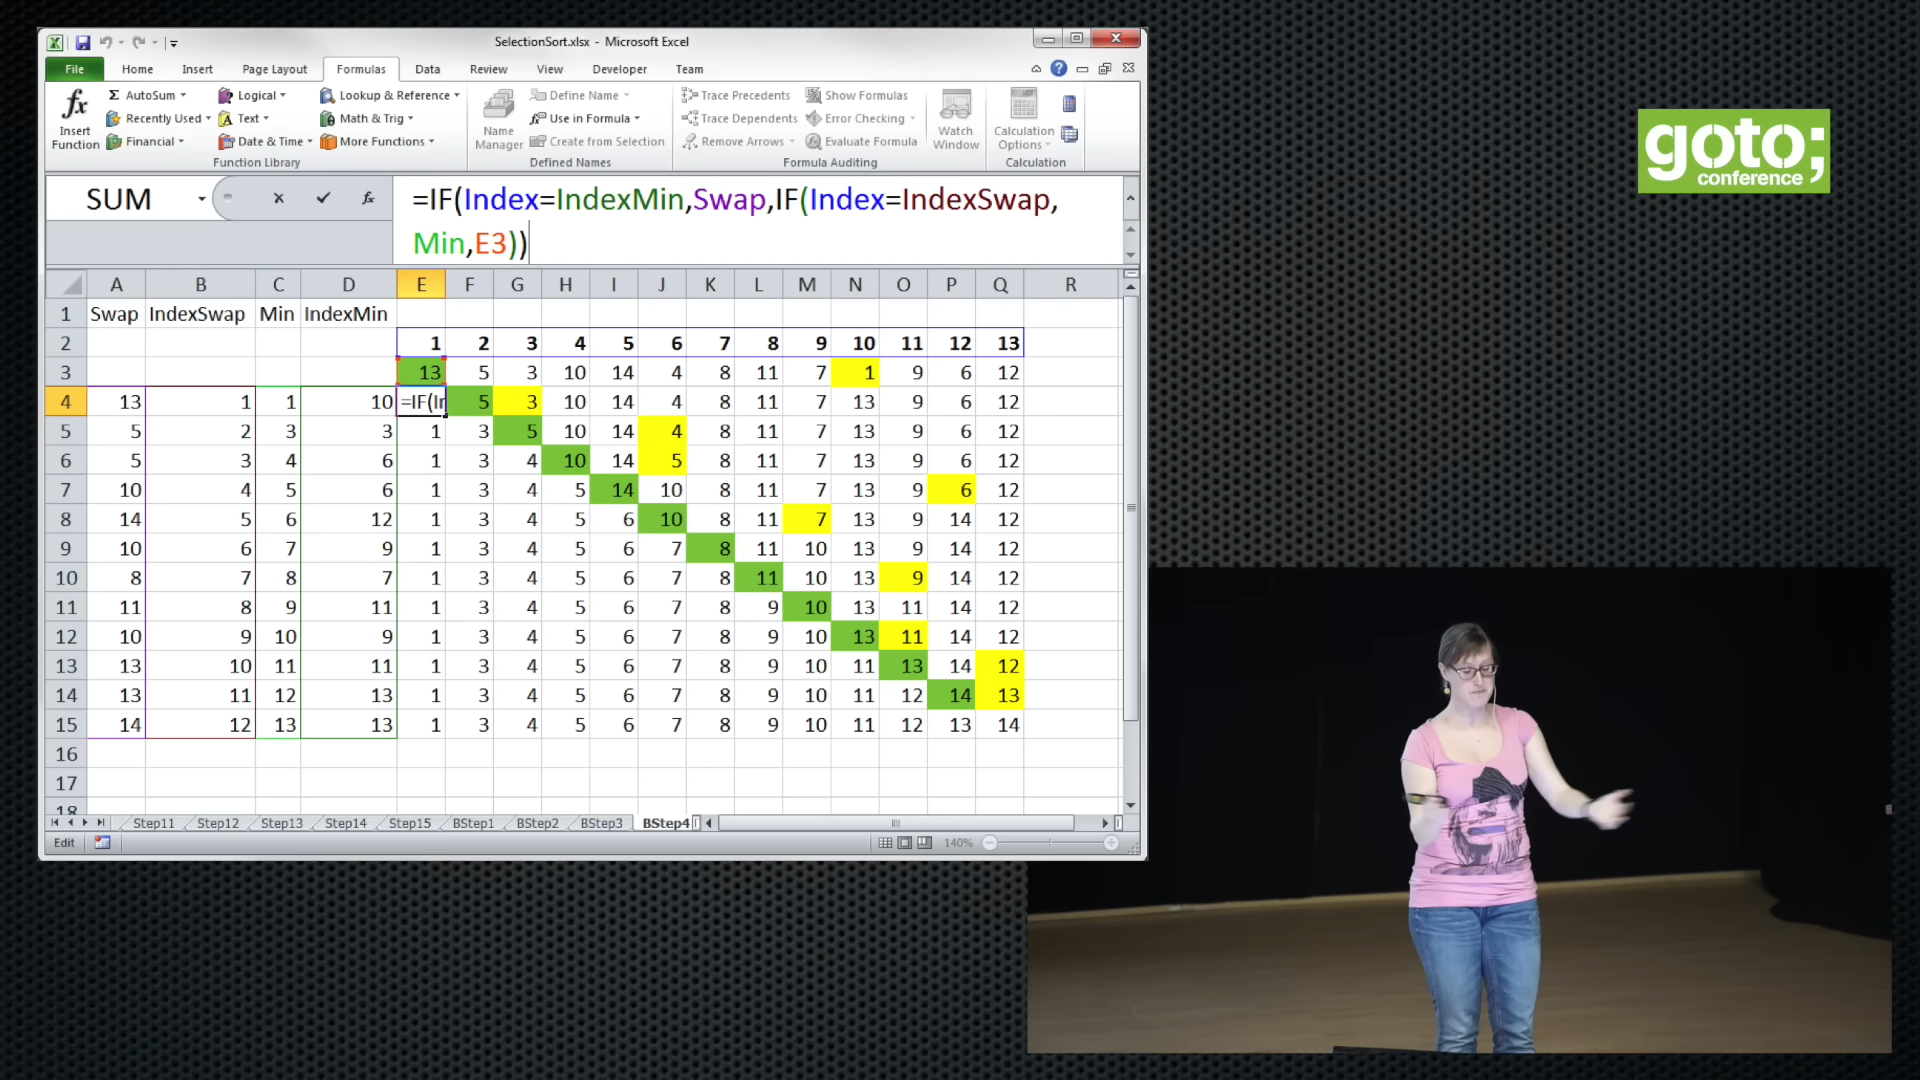 SelectionSort.xlsx - Microsoft Excel
File Home Insert Page Layout Formulas Data Review View Developer Team
fx Insert Function
Σ AutoSum
Recently Used
Financial
Logical
Text
Date & Time
Lookup & Reference
Math & Trig
More Functions
Function Library
Name Manager
Define Name
Use in Formula
Create from Selection
Defined Names
Trace Precedents
Trace Dependents
Remove Arrows
Show Formulas
Error Checking
Evaluate Formula
Formula Auditing
Watch Window
Calculation Options
Calculation
SUM
fx
=IF(Index=IndexMin,Swap,IF(Index=IndexSwap,
Min,E3))
A B C D E F G H I J K L M N O P Q R
1 Swap IndexSwap Min IndexMin
2 1 2 3 4 5 6 7 8 9 10 11 12 13
3 13 5 3 10 14 4 8 11 7 1 9 6 12
4 13 1 1 10 =IF(Ir 5 3 10 14 4 8 11 7 13 9 6 12
5 5 2 3 3 1 3 5 10 14 4 8 11 7 13 9 6 12
6 5 3 4 6 1 3 4 10 14 5 8 11 7 13 9 6 12
7 10 4 5 6 1 3 4 5 14 10 8 11 7 13 9 6 12
8 14 5 6 12 1 3 4 5 6 10 8 11 7 13 9 14 12
9 10 6 7 9 1 3 4 5 6 7 8 11 10 13 9 14 12
10 8 7 8 7 1 3 4 5 6 7 8 11 10 13 9 14 12
11 11 8 9 11 1 3 4 5 6 7 8 9 10 13 11 14 12
12 10 9 10 9 1 3 4 5 6 7 8 9 10 13 11 14 12
13 13 10 11 11 1 3 4 5 6 7 8 9 10 11 13 14 12
14 13 11 12 13 1 3 4 5 6 7 8 9 10 11 12 14 13
15 14 12 13 13 1 3 4 5 6 7 8 9 10 11 12 13 14
16
17
18
Step11 Step12 Step13 Step14 Step15 BStep1 BStep2 BStep3 BStep4
Edit 140%
goto;
conference